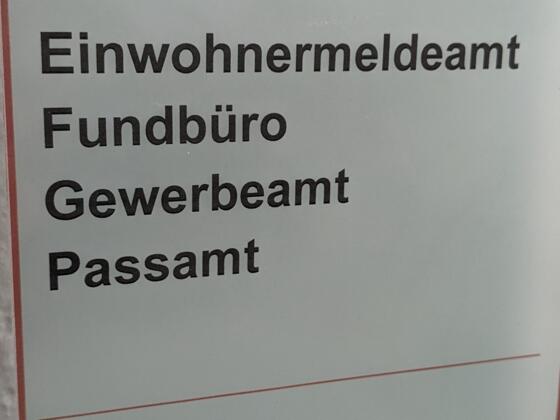 Einwohnermeldeamt
Fundbüro
Gewerbeamt
Passamt